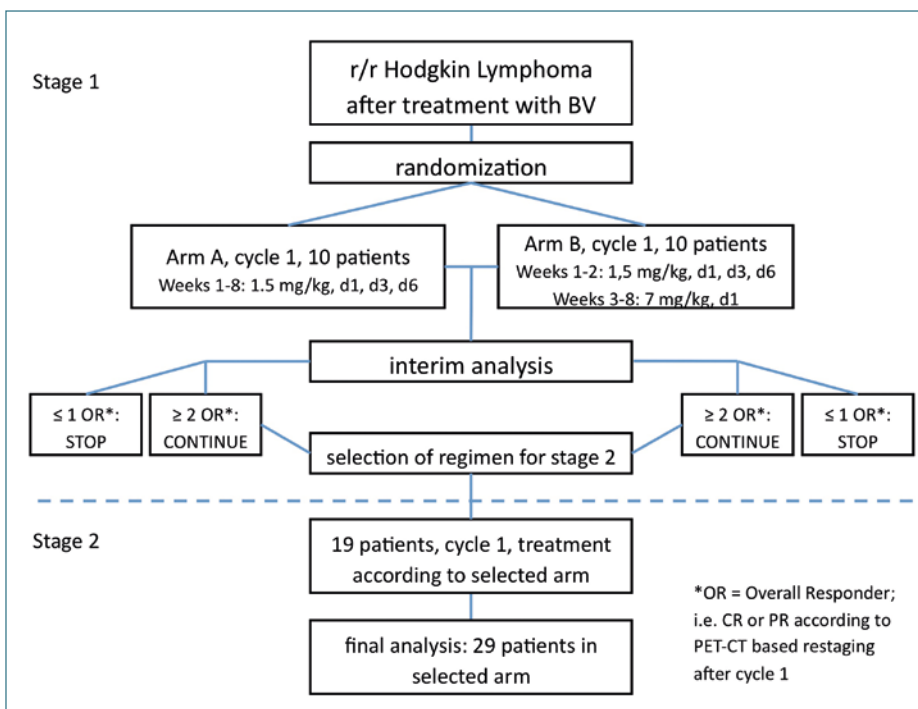 Stage 1
r/r Hodgkin Lymphoma
after treatment with BV
randomization
Arm A, cycle 1, 10 patients
Weeks 1-8: 1.5 mg/kg, d1, d3, d6
Arm B, cycle 1, 10 patients
Weeks 1-2: 1,5 mg/kg, d1, d3, d6
Weeks 3-8: 7 mg/kg, d1
interim analysis
≤ 1 OR*:
STOP
≥ 2 OR*:
CONTINUE
≥ 2 OR*:
CONTINUE
≤ 1 OR*:
STOP
selection of regimen for stage 2
Stage 2
19 patients, cycle 1, treatment
according to selected arm
final analysis: 29 patients in
selected arm
*OR = Overall Responder;
i.e. CR or PR according to
PET-CT based restaging
after cycle 1